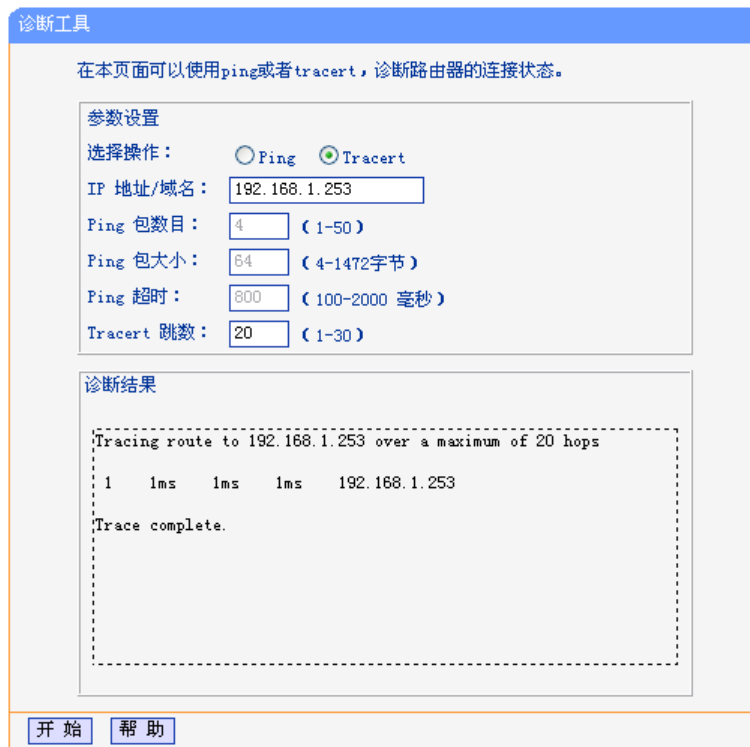 诊断工具
在本页面可以使用ping或者tracert，诊断路由器的连接状态。
参数设置
选择操作： Ping Tracert
IP 地址/域名： 192.168.1.253
Ping 包数目： 4 （1-50）
Ping 包大小： 64 （4-1472字节）
Ping 超时： 800 （100-2000 毫秒）
Tracert 跳数： 20 （1-30）
诊断结果
Tracing route to 192.168.1.253 over a maximum of 20 hops
1 1ms 1ms 1ms 192.168.1.253
Trace complete.
开 始 帮 助